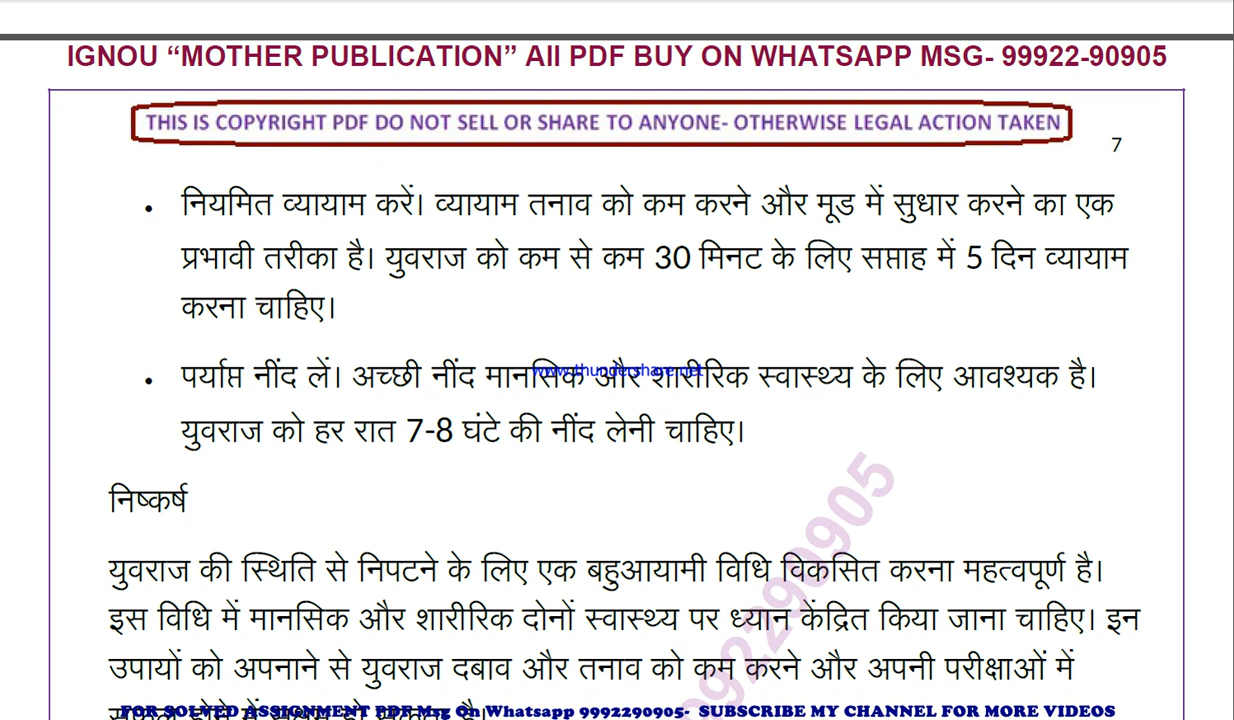 IGNOU “MOTHER PUBLICATION” All PDF BUY ON WHATSAPP MSG- 99922-90905
THIS IS COPYRIGHT PDF DO NOT SELL OR SHARE TO ANYONE- OTHERWISE LEGAL ACTION TAKEN
7
• नियमित व्यायाम करें। व्यायाम तनाव को कम करने और मूड में सुधार करने का एक
प्रभावी तरीका है। युवराज को कम से कम 30 मिनट के लिए सप्ताह में 5 दिन व्यायाम
करना चाहिए।
• पर्याप्त नींद लें। अच्छी नींद मानसिक और शारीरिक स्वास्थ्य के लिए आवश्यक है।
www.thundershare.net
युवराज को हर रात 7-8 घंटे की नींद लेनी चाहिए।
निष्कर्ष
युवराज की स्थिति से निपटने के लिए एक बहुआयामी विधि विकसित करना महत्वपूर्ण है।
इस विधि में मानसिक और शारीरिक दोनों स्वास्थ्य पर ध्यान केंद्रित किया जाना चाहिए। इन
उपायों को अपनाने से युवराज दबाव और तनाव को कम करने और अपनी परीक्षाओं में
9992290905
FOR SOLVED ASSIGNMENT PDF Msg On Whatsapp 9992290905- SUBSCRIBE MY CHANNEL FOR MORE VIDEOS